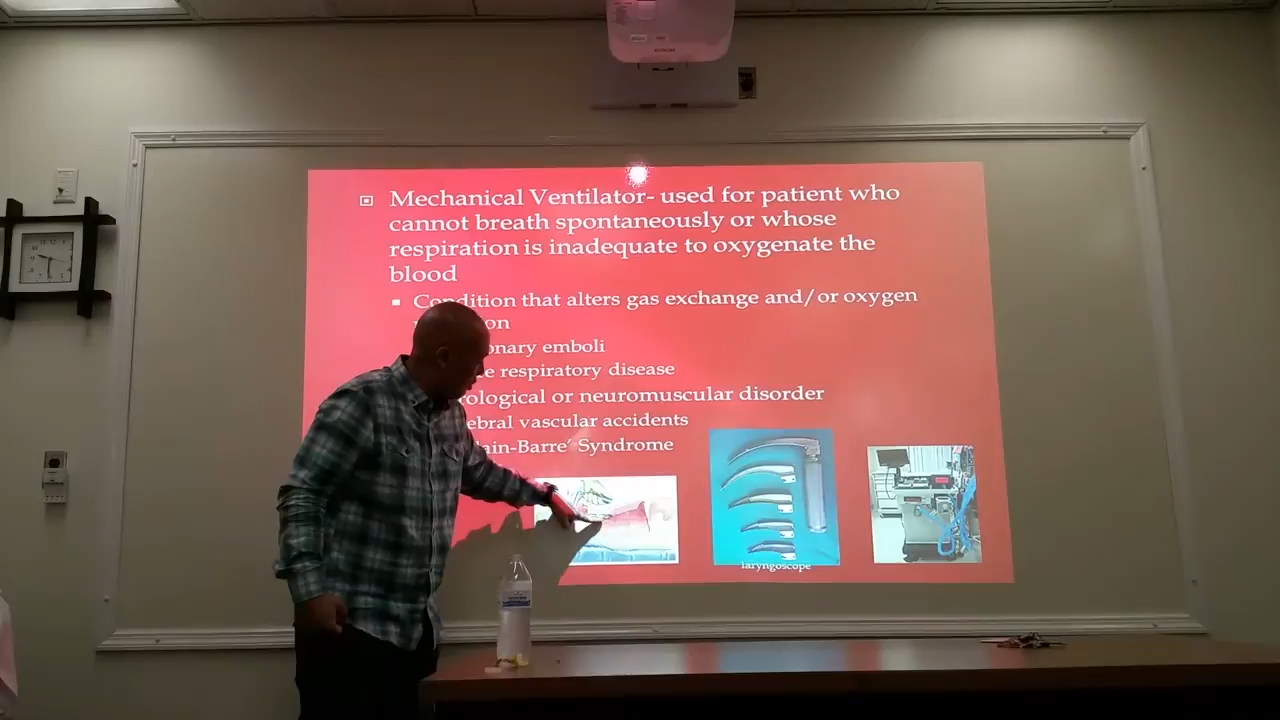 Mechanical Ventilator- used for patient who
cannot breath spontaneously or whose
respiration is inadequate to oxygenate the
blood
Condition that alters gas exchange and/or oxygen
emboli
respiratory disease
or neuromuscular disorder
vascular accidents
Syndrome
laryngoscope